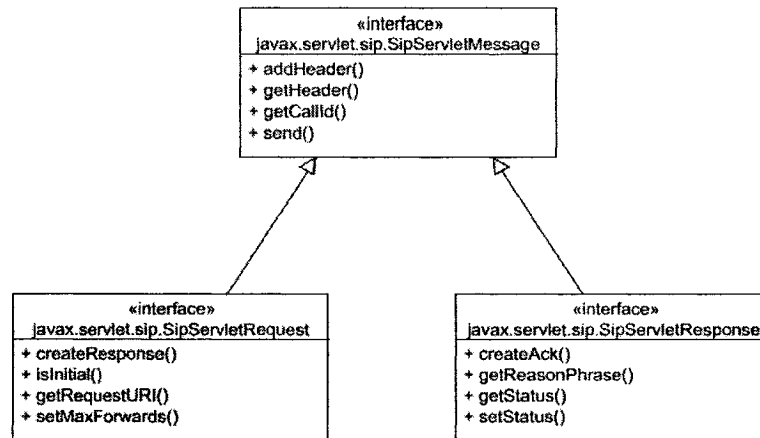 «interface»
javax.servlet.sip.SipServletMessage
+ addHeader()
+ getHeader()
+ getCallId()
+ send()
«interface»
javax.servlet.sip.SipServletRequest
+ createResponse()
+ isInitial()
+ getRequestURI()
+ setMaxForwards()
«interface»
javax.servlet.sip.SipServletResponse
+ createAck()
+ getReasonPhrase()
+ getStatus()
+ setStatus()